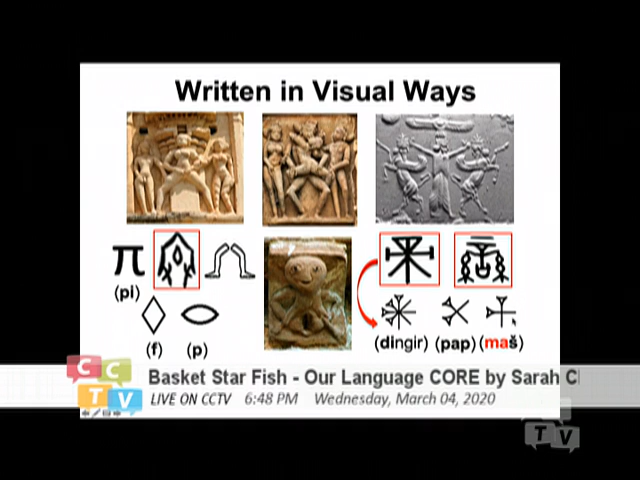 Written in Visual Ways
π
(pi)
(f) (p)
(dingir) (pap) (maš)
CCTV
Basket Star Fish - Our Language CORE by Sarah C
LIVE ON CCTV 6:48 PM Wednesday, March 04, 2020
TV